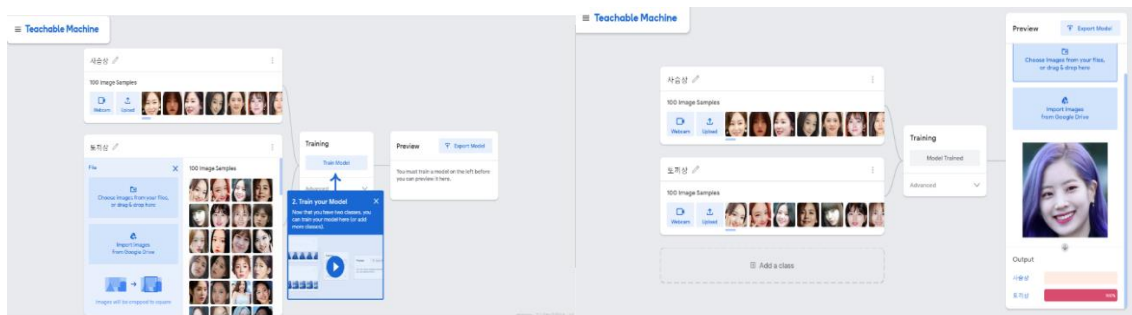 Teachable Machine
사슴상
100 Image Samples
Webcam Upload
토끼상
File
100 Image Samples
Choose images from your files,
or drag & drop here
Import images
from Google Drive
Images will be cropped to square
Training
Train Model
Advanced
2. Train your Model
Now that you have two classes, you
can train your model here (or add
more classes).
Preview
Export Model
You must train a model on the left before
you can preview it here.
Teachable Machine
사슴상
100 Image Samples
Webcam Upload
토끼상
100 Image Samples
Webcam Upload
Add a class
Training
Model Trained
Advanced
Preview
Export Model
Choose images from your files,
or drag & drop here
Import images
from Google Drive
Output
사슴상
토끼상